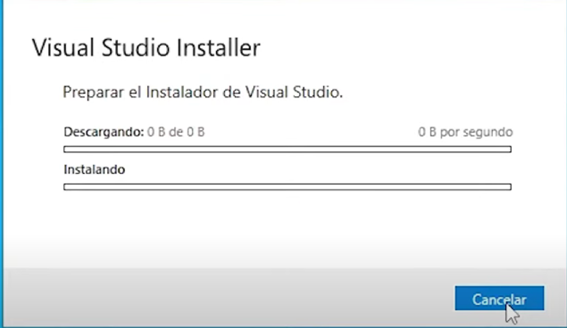 Visual Studio Installer
Preparar el Instalador de Visual Studio.
Descargando: 0 B de 0 B 0 B por segundo
Instalando
Cancelar